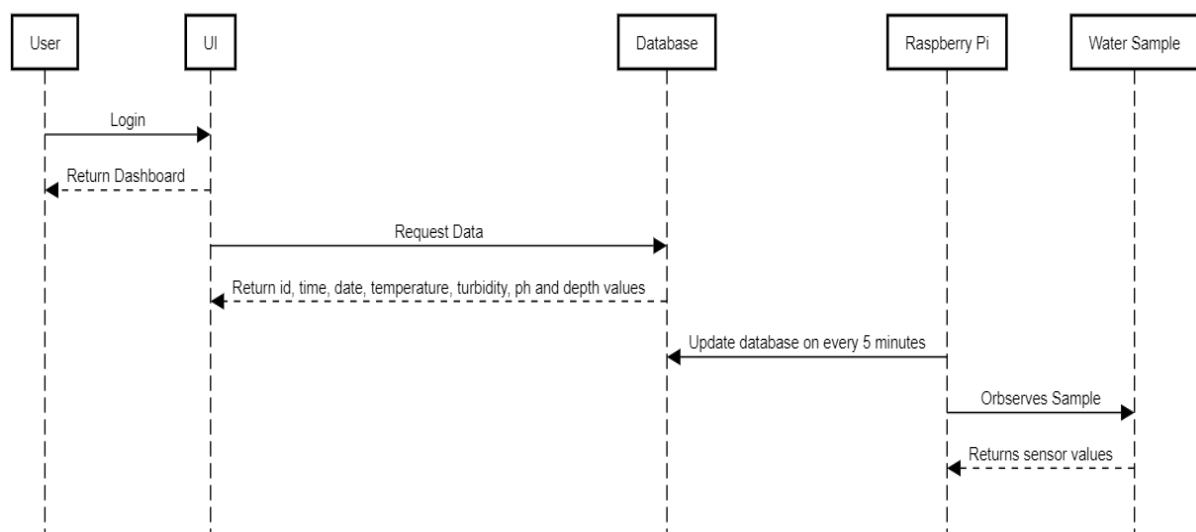 User
UI
Database
Raspberry Pi
Water Sample
Login
Return Dashboard
Request Data
Return id, time, date, temperature, turbidity, ph and depth values
Update database on every 5 minutes
Orbserves Sample
Returns sensor values